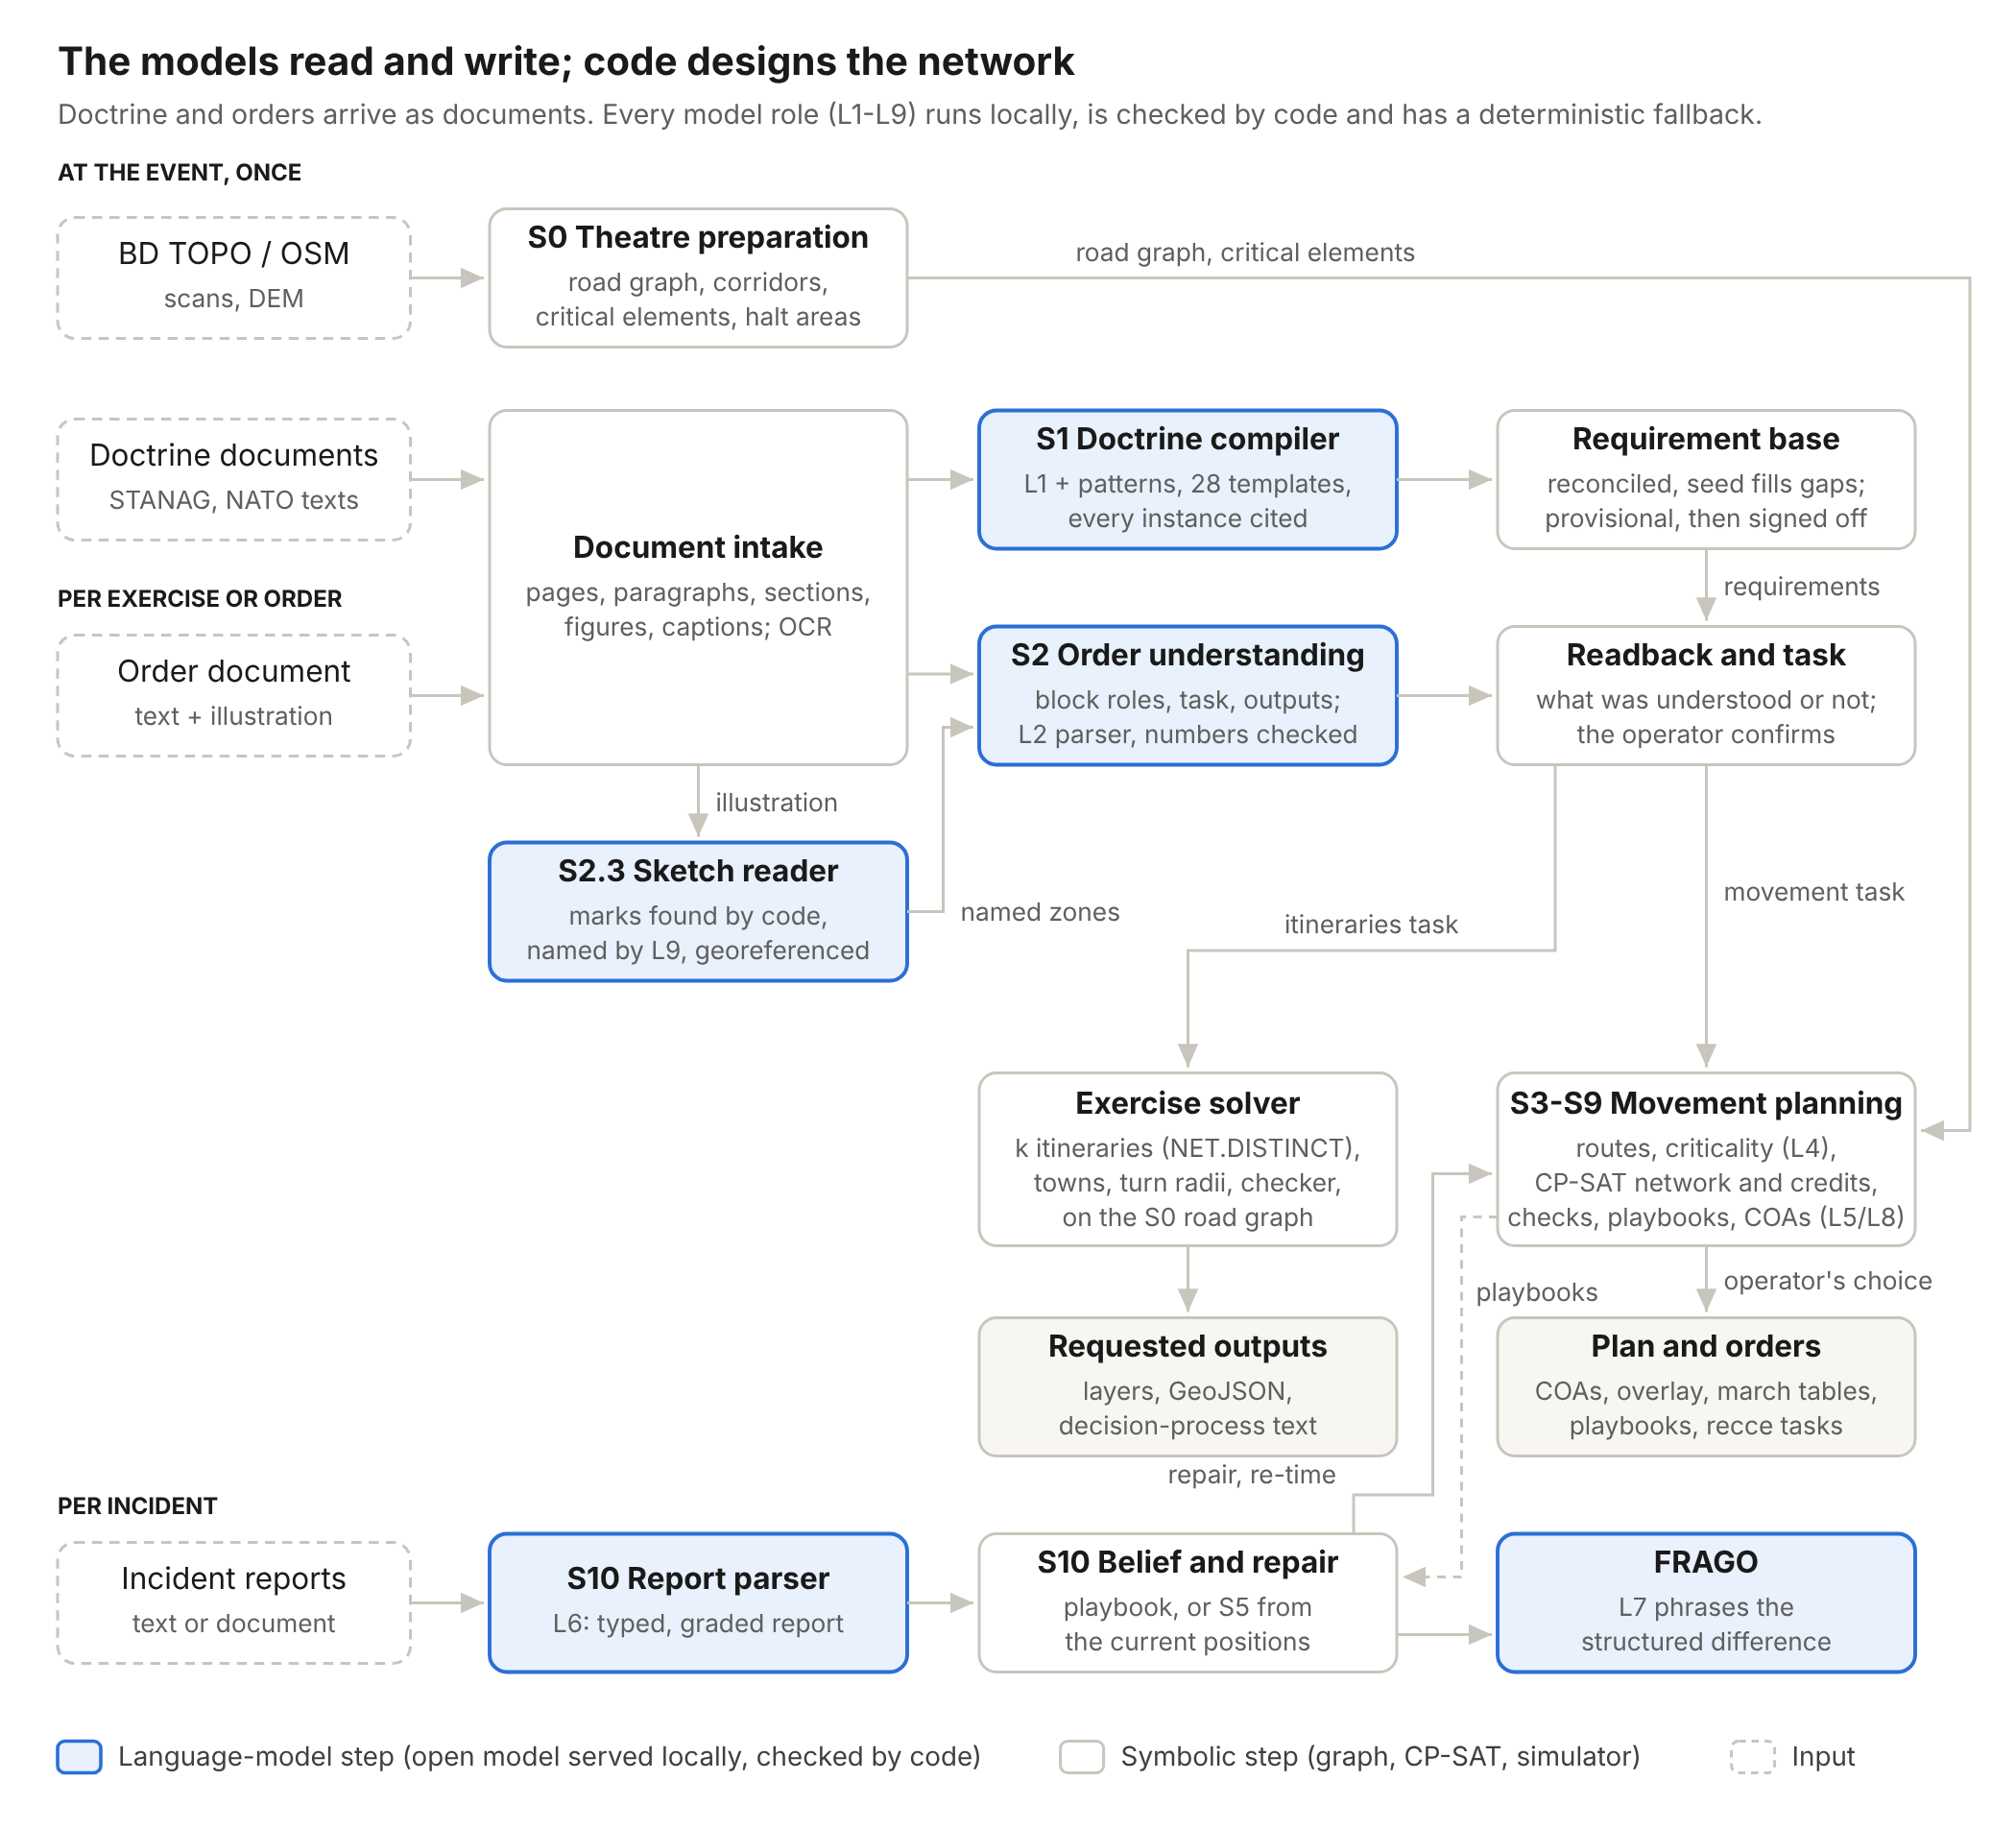 The models read and write; code designs the network
Doctrine and orders arrive as documents. Every model role (L1-L9) runs locally, is checked by code and has a deterministic fallback.
AT THE EVENT, ONCE
BD TOPO / OSM
scans, DEM
S0 Theatre preparation
road graph, corridors,
critical elements, halt areas
road graph, critical elements
Doctrine documents
STANAG, NATO texts
Document intake
pages, paragraphs, sections,
figures, captions; OCR
S1 Doctrine compiler
L1 + patterns, 28 templates,
every instance cited
Requirement base
reconciled, seed fills gaps;
provisional, then signed off
requirements
PER EXERCISE OR ORDER
Order document
text + illustration
S2 Order understanding
block roles, task, outputs;
L2 parser, numbers checked
Readback and task
what was understood or not;
the operator confirms
illustration
S2.3 Sketch reader
marks found by code,
named by L9, georeferenced
named zones
itineraries task
movement task
Exercise solver
k itineraries (NET.DISTINCT),
towns, turn radii, checker,
on the S0 road graph
S3-S9 Movement planning
routes, criticality (L4),
CP-SAT network and credits,
checks, playbooks, COAs (L5/L8)
playbooks
operator's choice
Requested outputs
layers, GeoJSON,
decision-process text
Plan and orders
COAs, overlay, march tables,
playbooks, recce tasks
repair, re-time
PER INCIDENT
Incident reports
text or document
S10 Report parser
L6: typed, graded report
S10 Belief and repair
playbook, or S5 from
the current positions
FRAGO
L7 phrases the
structured difference
Language-model step (open model served locally, checked by code)
Symbolic step (graph, CP-SAT, simulator)
Input